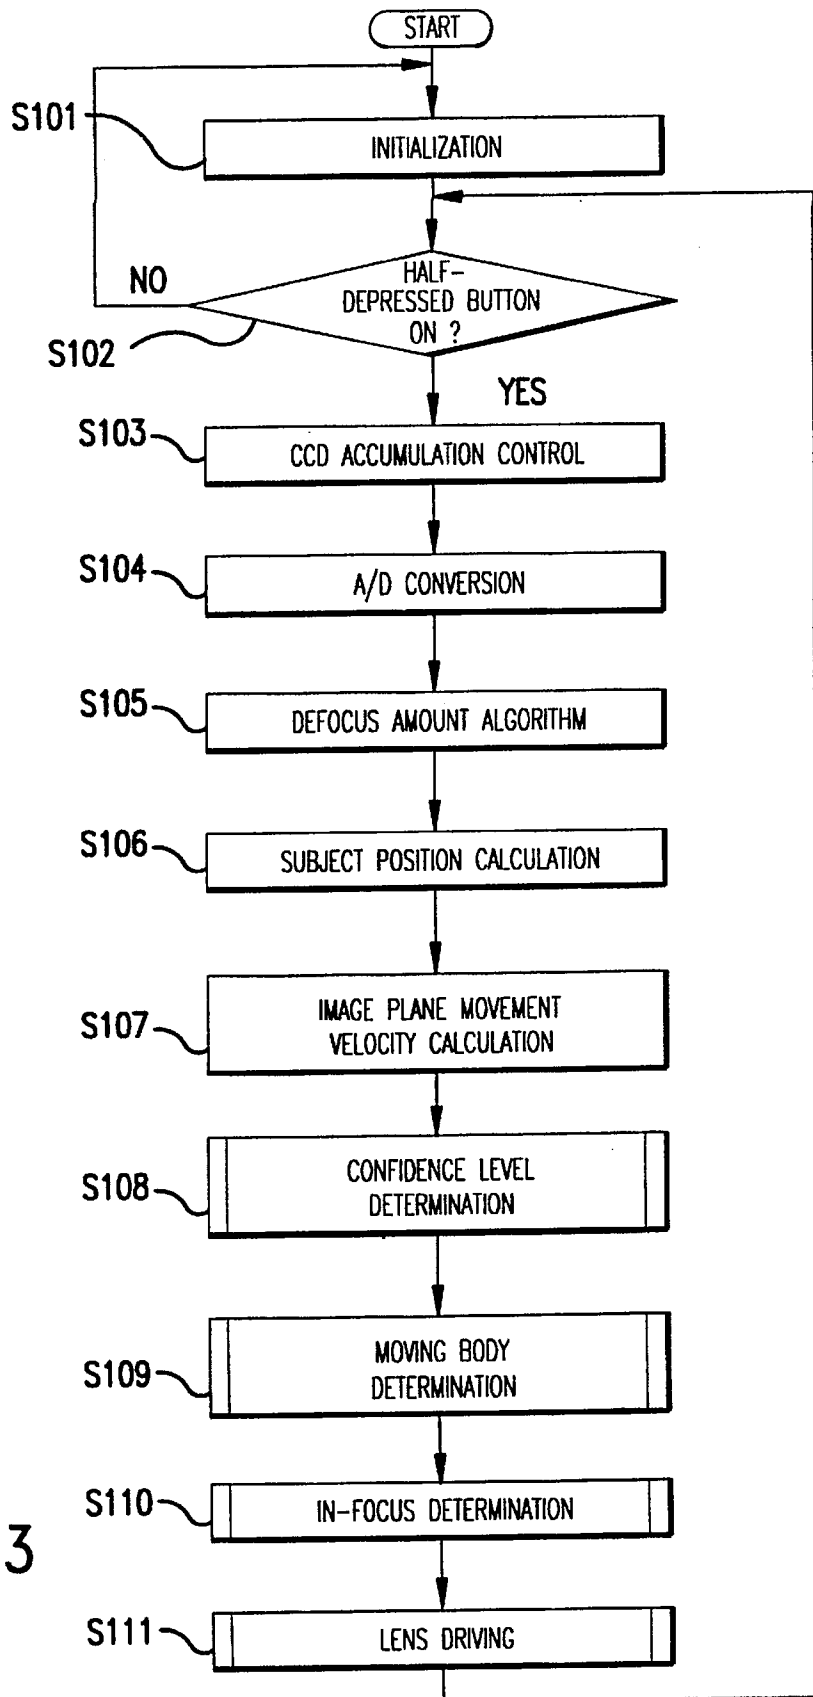 START
S101
INITIALIZATION
NO
HALF-
DEPRESSED BUTTON
ON ?
S102
YES
S103
CCD ACCUMULATION CONTROL
S104
A/D CONVERSION
S105
DEFOCUS AMOUNT ALGORITHM
S106
SUBJECT POSITION CALCULATION
S107
IMAGE PLANE MOVEMENT
VELOCITY CALCULATION
S108
CONFIDENCE LEVEL
DETERMINATION
S109
MOVING BODY
DETERMINATION
S110
IN-FOCUS DETERMINATION
3
S111
LENS DRIVING